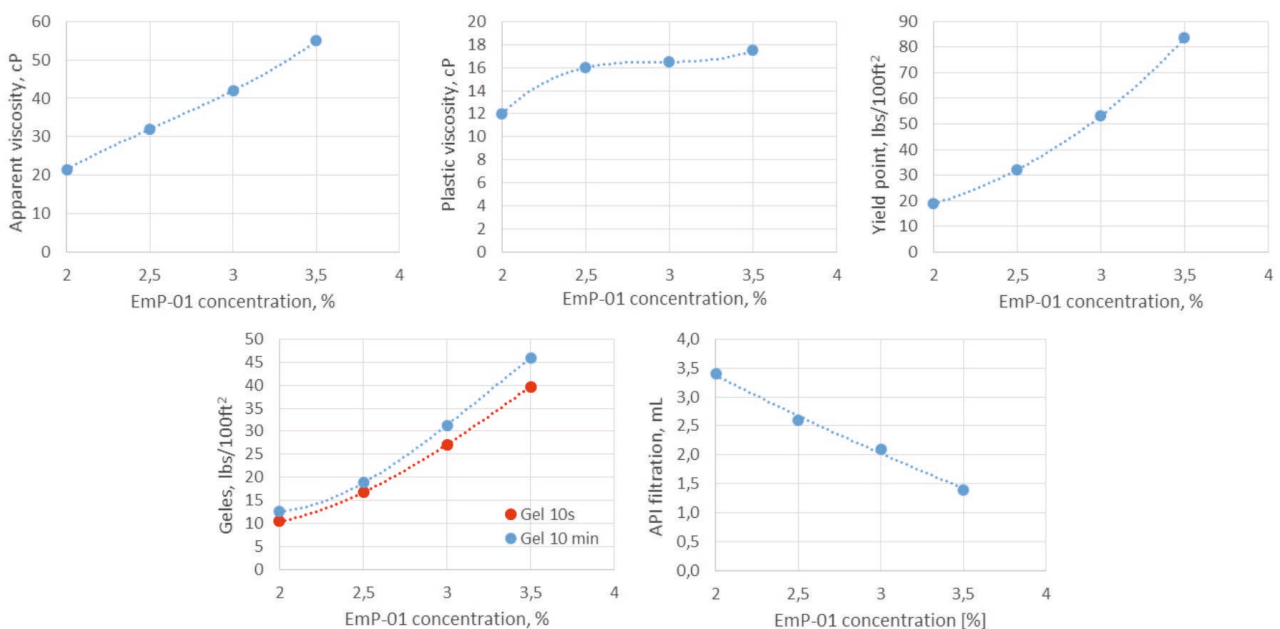 Apparent viscosity, cP
60
50
40
30
20
10
0
2 2,5 3 3,5 4
EmP-01 concentration, %
Plastic viscosity, cP
20
18
16
14
12
10
8
6
4
2
0
2 2,5 3 3,5 4
EmP-01 concentration, %
Yield point, lbs/100ft²
90
80
70
60
50
40
30
20
10
0
2 2,5 3 3,5 4
EmP-01 concentration, %
Geles, lbs/100ft²
50
45
40
35
30
25
20
15
10
5
0
Gel 10s
Gel 10 min
2 2,5 3 3,5 4
EmP-01 concentration, %
API filtration, mL
4,0
3,5
3,0
2,5
2,0
1,5
1,0
0,5
0,0
2 2,5 3 3,5 4
EmP-01 concentration [%]